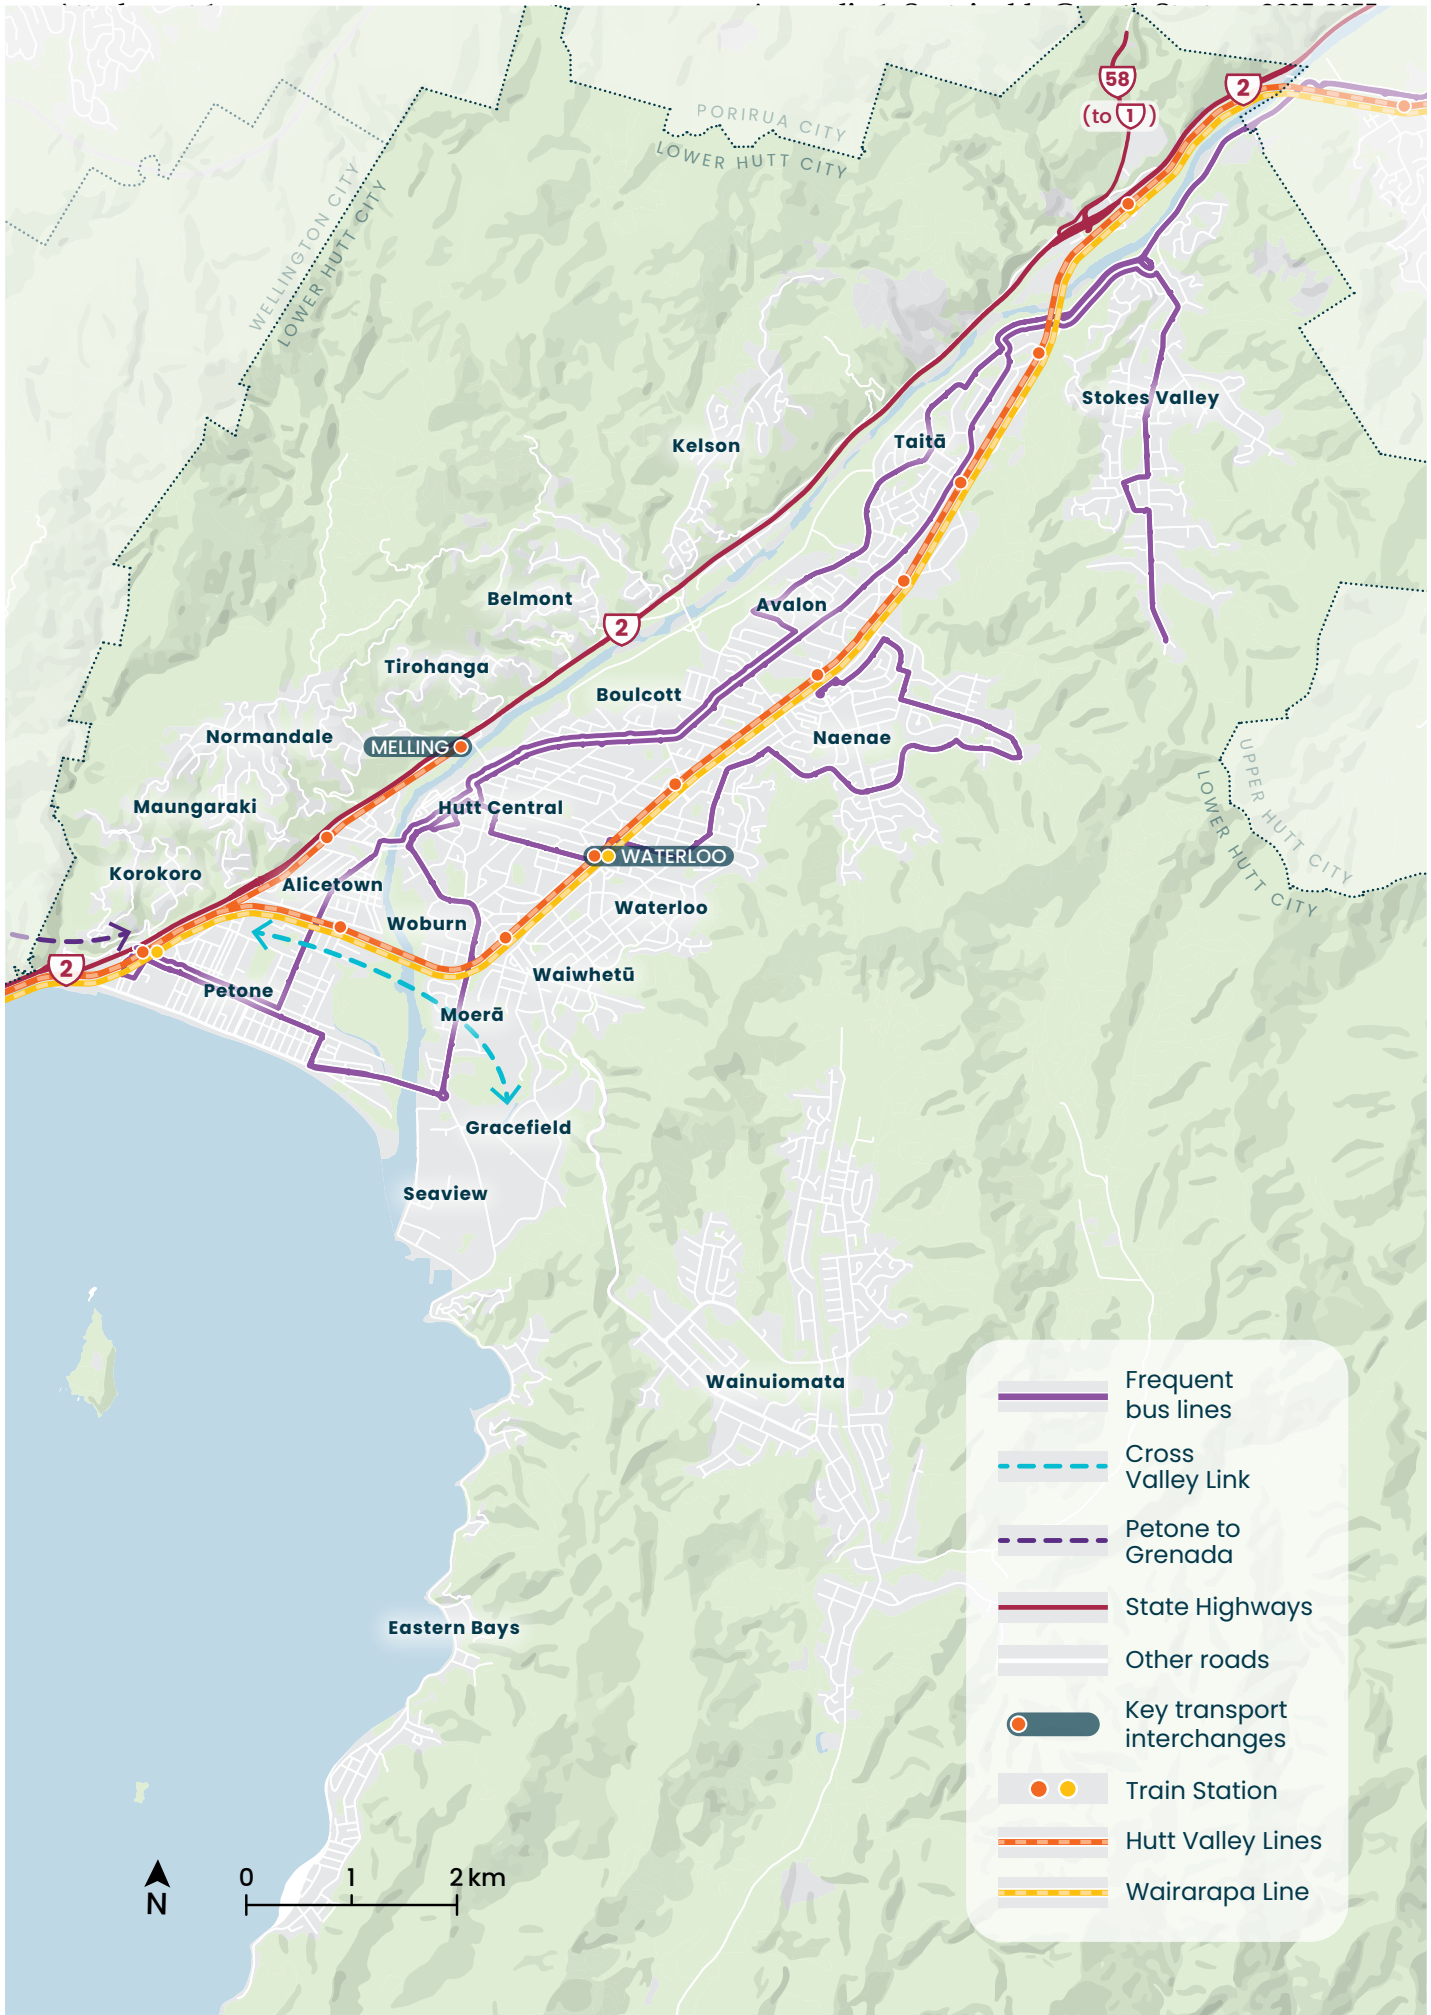 58
2
(to 1)
PORIRUA CITY
LOWER HUTT CITY
WELLINGTON CITY
LOWER HUTT CITY
Stokes Valley
Taitā
Kelson
Belmont
Avalon
2
Tirohanga
Boulcott
Normandale
MELLING
Naenae
UPPER HUTT CITY
LOWER HUTT CITY
Maungaraki
Hutt Central
WATERLOO
Korokoro
Alicetown
Waterloo
Woburn
2
Waiwhetū
Petone
Moerā
Gracefield
Seaview
Wainuiomata
Eastern Bays
Frequent
bus lines
Cross
Valley Link
Petone to
Grenada
State Highways
Other roads
Key transport
interchanges
Train Station
Hutt Valley Lines
Wairarapa Line
0 1 2 km
N